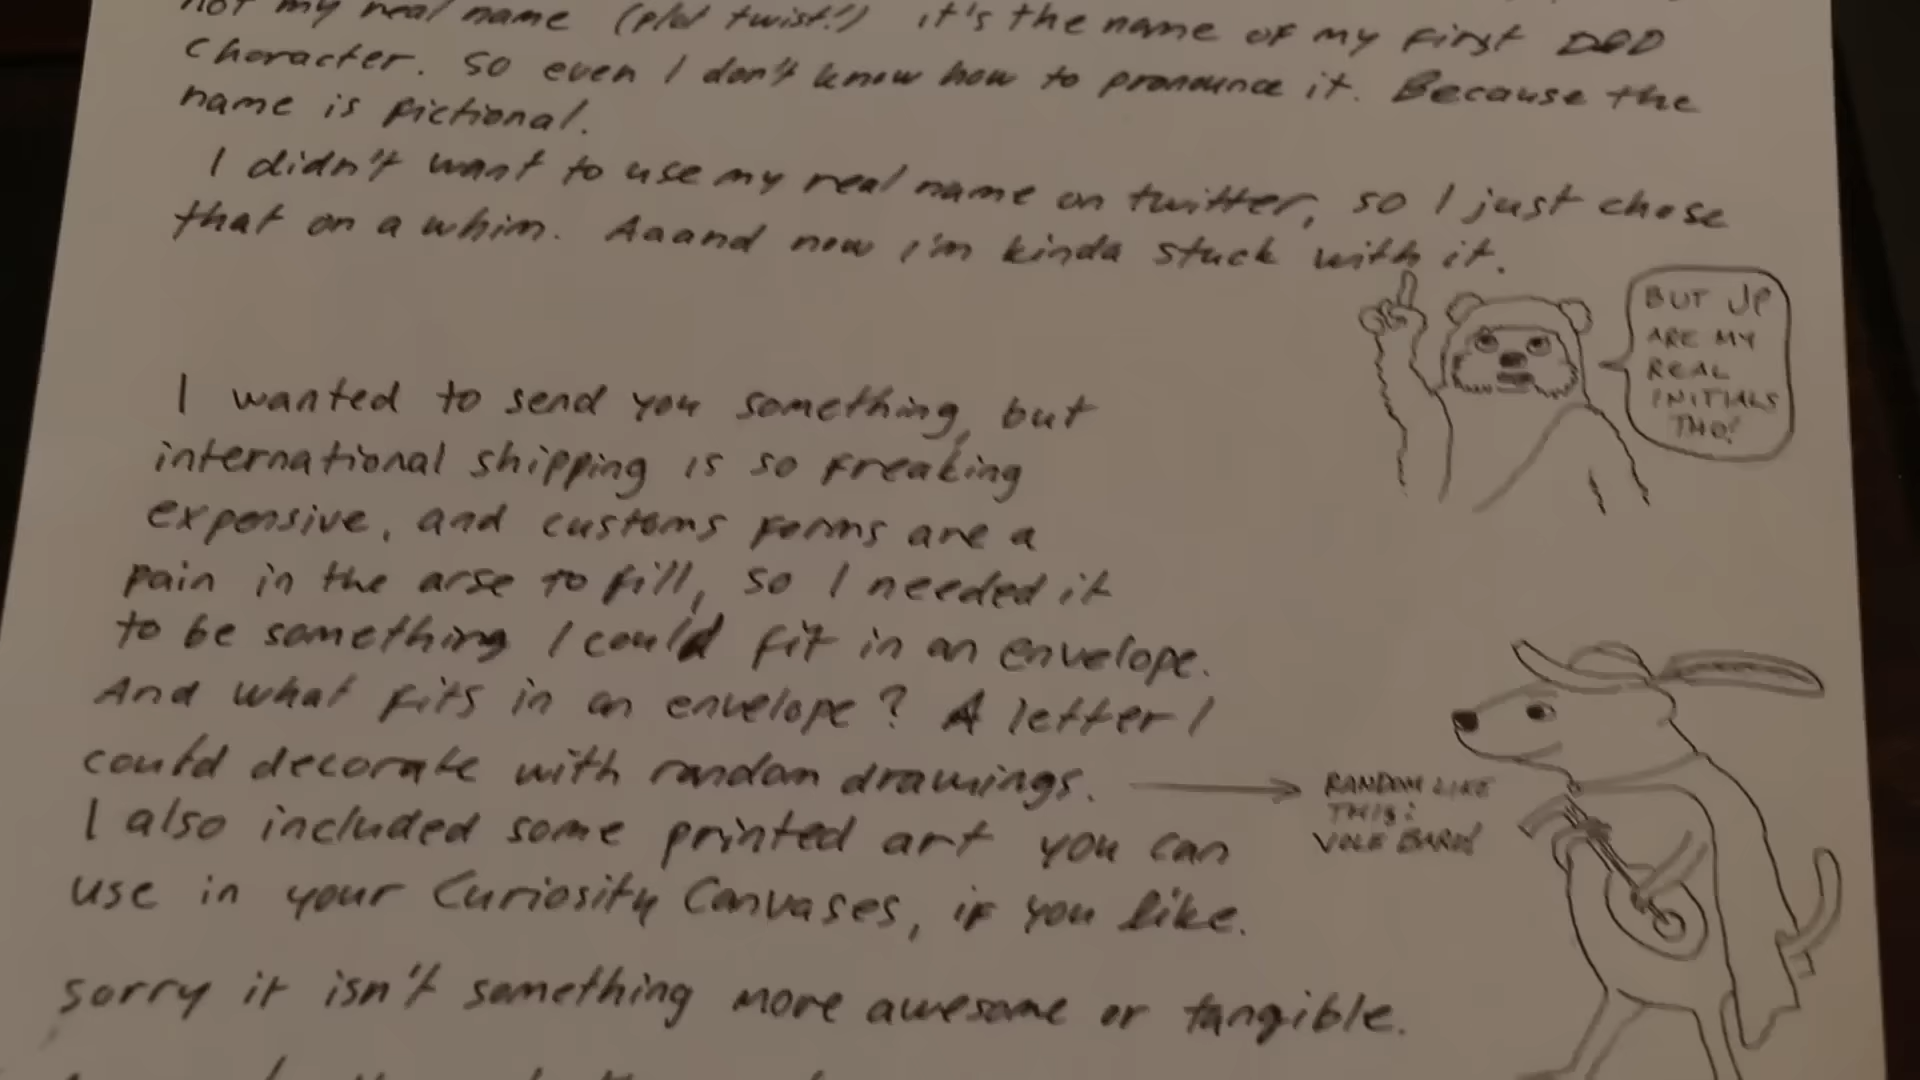 not my real name (plot twist!) it's the name of my first DDD
character. So even I don't know how to pronounce it. Because the
name is fictional.
I didn't want to use my real name on twitter, so I just chose
that on a whim. Aaand now i'm kinda stuck with it.
BUT JP
ARE MY
REAL
INITIALS
THO!
I wanted to send you something, but
international shipping is so freaking
expensive, and customs forms are a
pain in the arse to fill, so I needed it
to be something I could fit in an envelope.
And what fits in an envelope? A letter I
could decorate with random drawings.
RANDOM LIKE
THIS:
VOLE BARD!
I also included some printed art you can
use in your Curiosity Canvases, if you like.
sorry it isn't something more awesome or tangible.